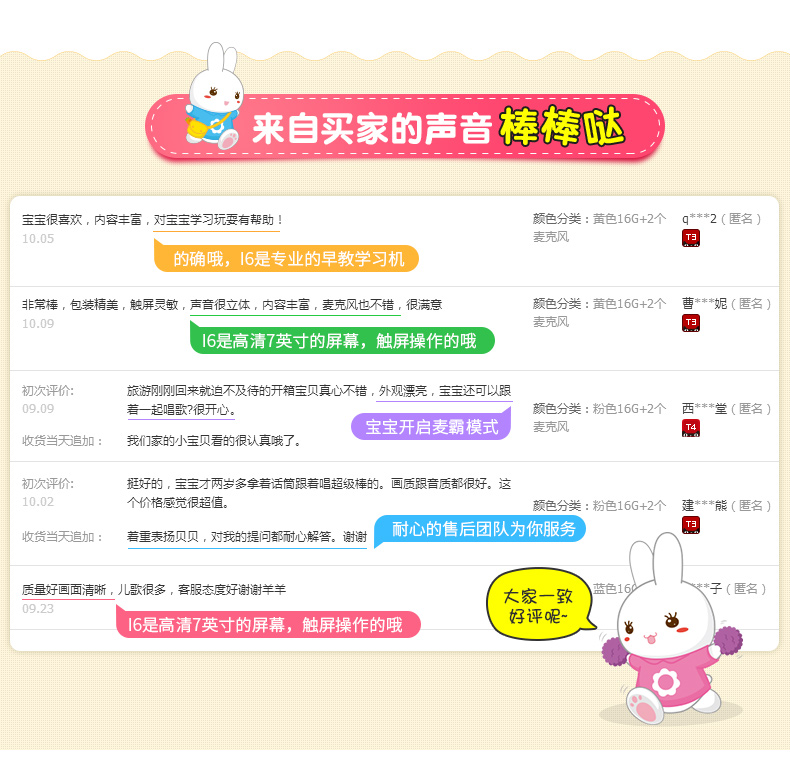 来自买家的声音 棒棒哒
宝宝很喜欢，内容丰富，对宝宝学习玩耍有帮助！
10.05
的确哦，I6是专业的早教学习机
颜色分类：黄色16G+2个
麦克风
q***2（匿名）
T3
非常棒，包装精美，触屏灵敏，声音很立体，内容丰富，麦克风也不错，很满意
10.09
I6是高清7英寸的屏幕，触屏操作的哦
颜色分类：黄色16G+2个
麦克风
曹***妮（匿名）
T3
初次评价:
09.09
旅游刚刚回来就迫不及待的开箱宝贝真心不错，外观漂亮，宝宝还可以跟
着一起唱歌?很开心。
宝宝开启麦霸模式
收货当天追加：
我们家的小宝贝看的很认真哦了。
颜色分类：粉色16G+2个
麦克风
西***堂（匿名）
T4
初次评价:
10.02
挺好的，宝宝才两岁多拿着话筒跟着唱超级棒的。画质跟音质都很好。这
个价格感觉很超值。
收货当天追加：
着重表扬贝贝，对我的提问都耐心解答。谢谢
耐心的售后团队为你服务
颜色分类：粉色16G+2个
建***熊（匿名）
T3
质量好画面清晰，儿歌很多，客服态度好谢谢羊羊
09.23
I6是高清7英寸的屏幕，触屏操作的哦
蓝色16
**子（匿名）
大家一致
好评呢~